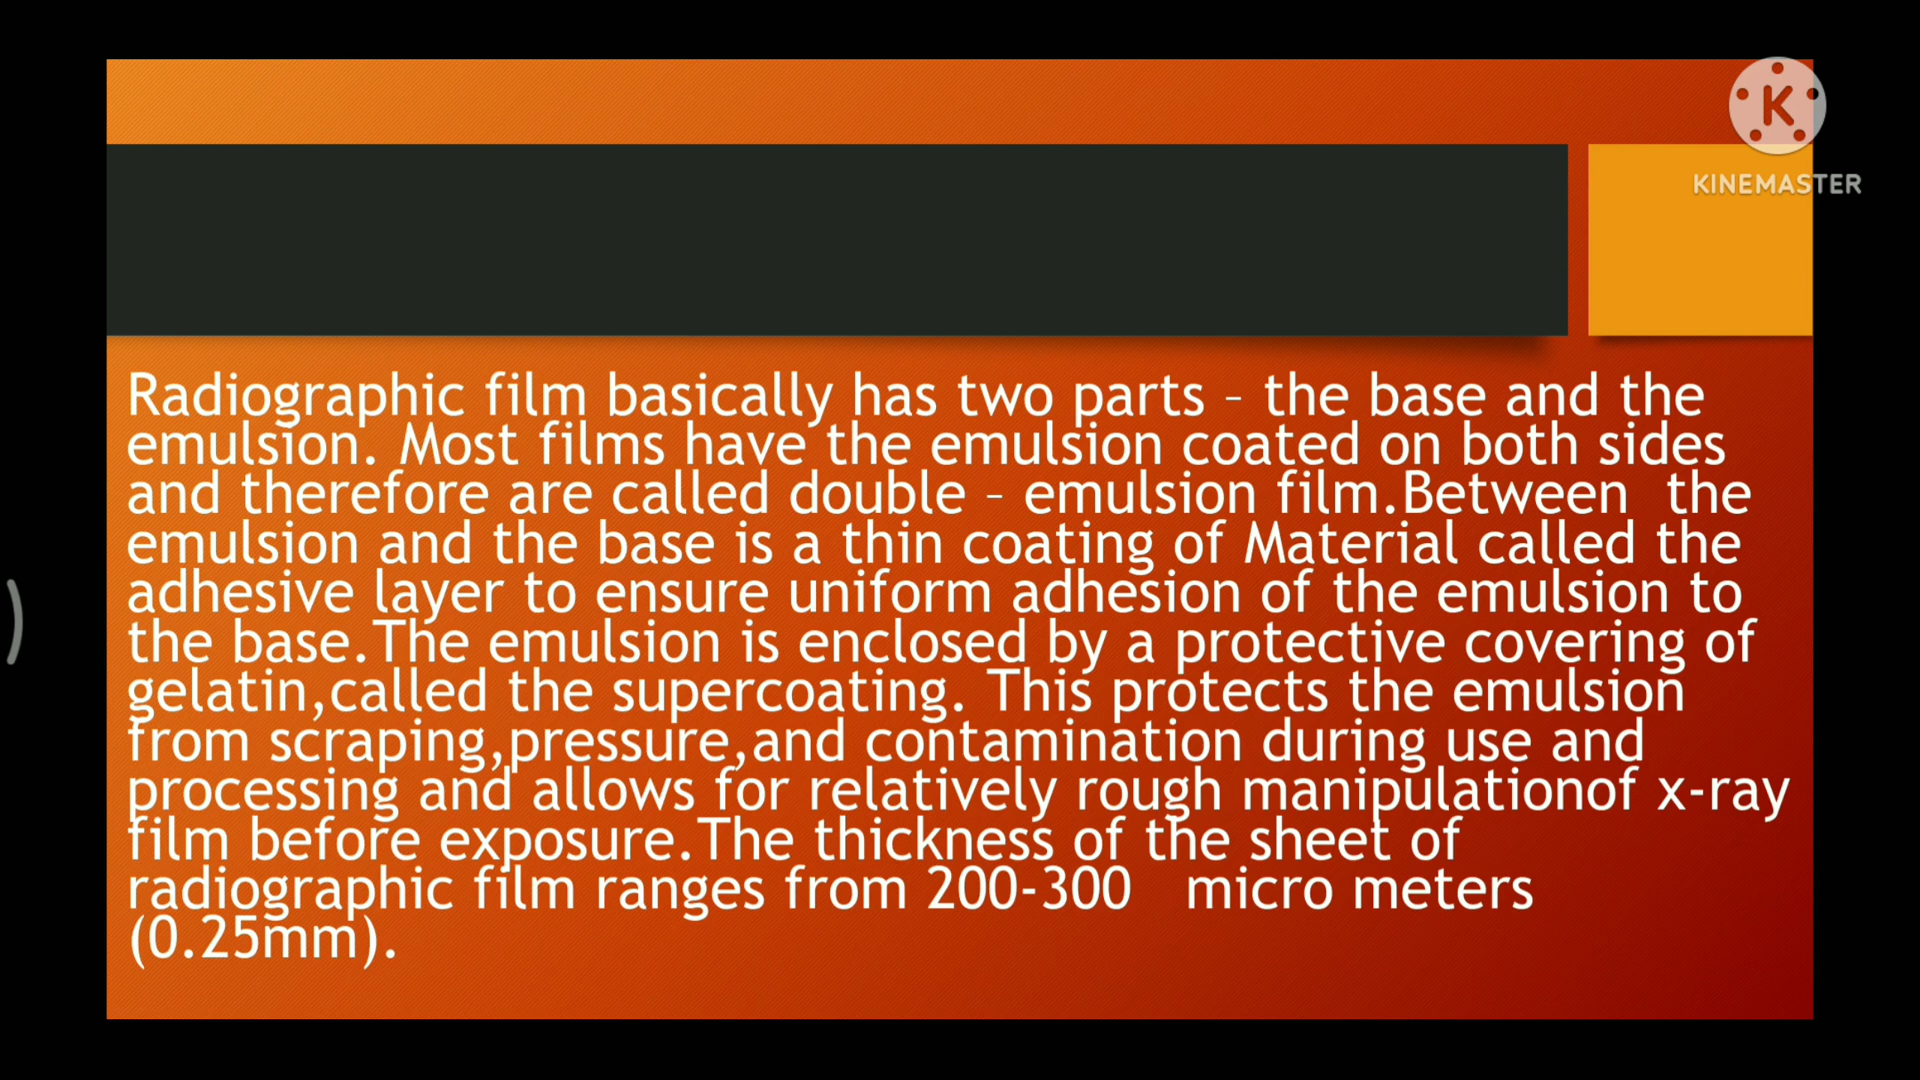 K
KINEMASTER
Radiographic film basically has two parts – the base and the
emulsion. Most films have the emulsion coated on both sides
and therefore are called double – emulsion film.Between  the
emulsion and the base is a thin coating of Material called the
adhesive layer to ensure uniform adhesion of the emulsion to
the base.The emulsion is enclosed by a protective covering of
gelatin,called the supercoating. This protects the emulsion
from scraping,pressure,and contamination during use and
processing and allows for relatively rough manipulationof x-ray
film before exposure.The thickness of the sheet of
radiographic film ranges from 200-300   micro meters
(0.25mm).